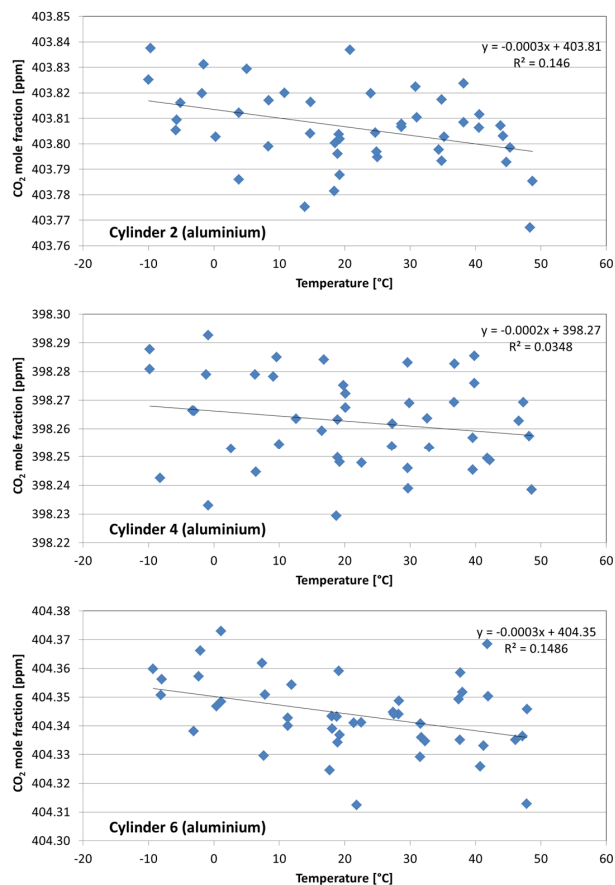 403.85
403.84
y = -0.0003x + 403.81
403.83
R² = 0.146
403.82
403.81
403.80
403.79
403.78
403.77
Cylinder 2 (aluminium)
403.76
-20 -10 0 10 20 30 40 50 60
Temperature [°C]
CO2 mole fraction [ppm]
398.30
y = -0.0002x + 398.27
398.29
R² = 0.0348
398.28
398.27
398.26
398.25
398.24
398.23
Cylinder 4 (aluminium)
398.22
-20 -10 0 10 20 30 40 50 60
Temperature [°C]
CO2 mole fraction [ppm]
404.38
y = -0.0003x + 404.35
404.37
R² = 0.1486
404.36
404.35
404.34
404.33
404.32
404.31
Cylinder 6 (aluminium)
404.30
-20 -10 0 10 20 30 40 50 60
Temperature [°C]
CO2 mole fraction [ppm]